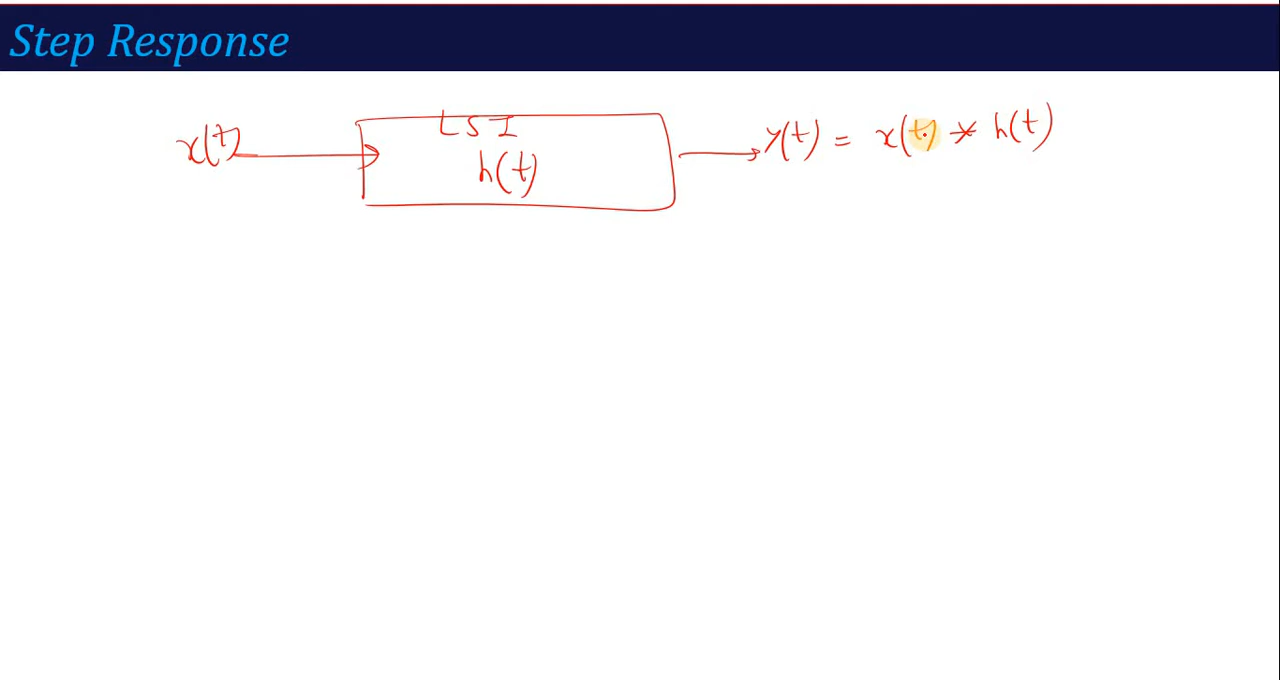 Step Response
x(t) LSI y(t) = x(t) * h(t)
h(t)